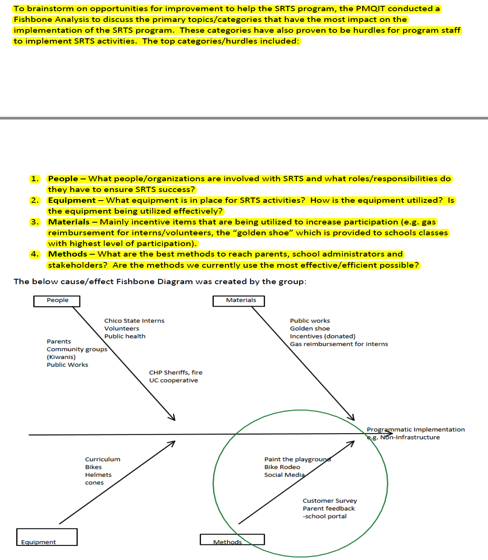 To brainstorm on opportunities for improvement to help the SRTS program, the PMQIT conducted a
Fishbone Analysis to discuss the primary topics/categories that have the most impact on the
implementation of the SRTS program. These categories have also proven to be hurdles for program staff
to implement SRTS activities. The top categories/hurdles included:
1. People – What people/organizations are involved with SRTS and what roles/responsibilities do
they have to ensure SRTS success?
2. Equipment – What equipment is in place for SRTS activities? How is the equipment utilized? Is
the equipment being utilized effectively?
3. Materials – Mainly incentive items that are being utilized to increase participation (e.g. gas
reimbursement for interns/volunteers, the "golden shoe" which is provided to schools classes
with highest level of participation).
4. Methods – What are the best methods to reach parents, school administrators and
stakeholders? Are the methods we currently use the most effective/efficient possible?
The below cause/effect Fishbone Diagram was created by the group:
People
Materials
Chico State Interns
Volunteers
Public health
Parents
Community groups
(Kiwanis)
Public Works
CHP Sheriffs, fire
UC cooperative
Public works
Golden shoe
Incentives (donated)
Gas reimbursement for interns
Programmatic Implementation
e.g. Non-Infrastructure
Curriculum
Bikes
Helmets
cones
Paint the playground
Bike Rodeo
Social Media
Customer Survey
Parent feedback
-school portal
Equipment
Methods